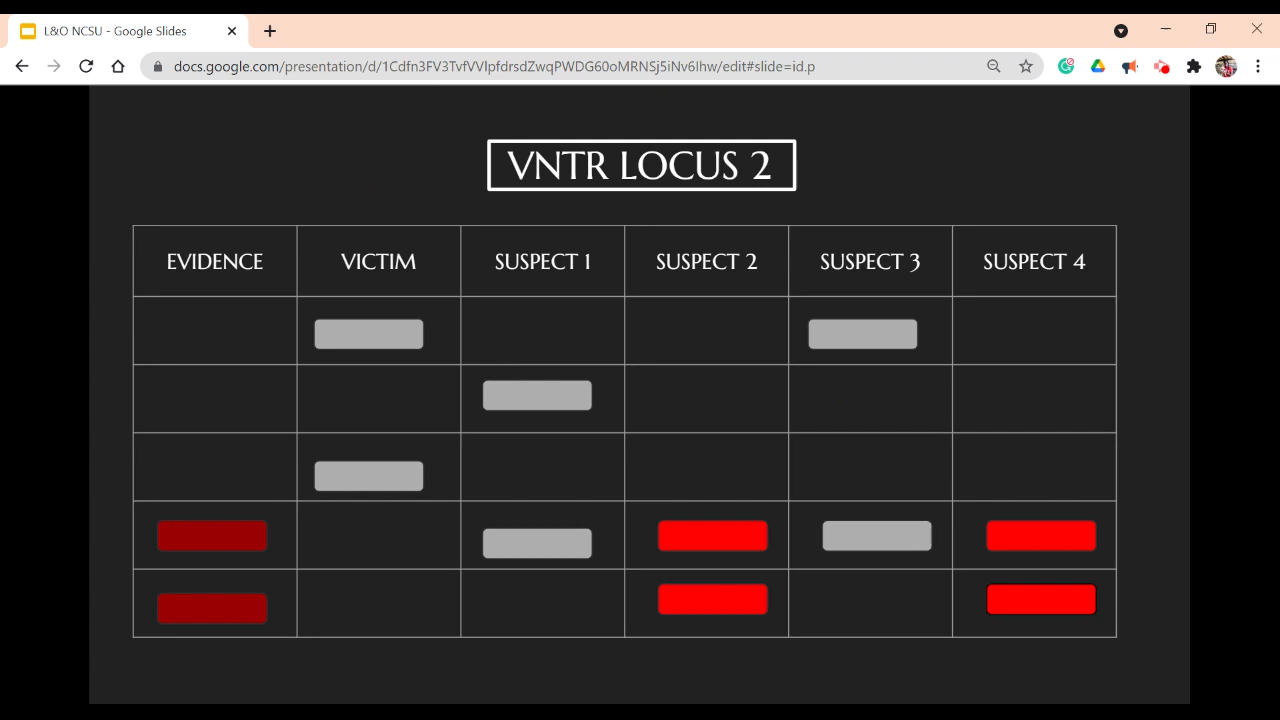 L&O NCSU - Google Slides
docs.google.com/presentation/d/1Cdfn3FV3TvfVVIpfdrsdZwqPWDG60oMRNSj5iNv6lhw/edit#slide=id.p
VNTR LOCUS 2
EVIDENCE VICTIM SUSPECT 1 SUSPECT 2 SUSPECT 3 SUSPECT 4